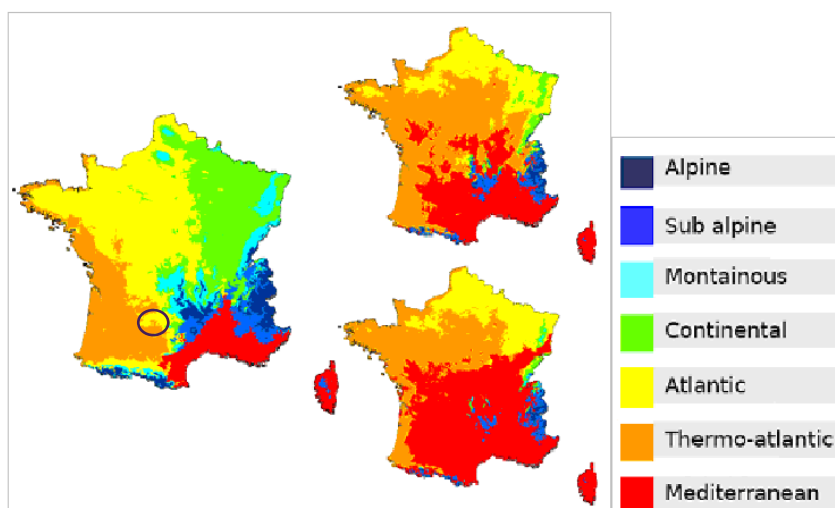 Alpine
Sub alpine
Montainous
Continental
Atlantic
Thermo-atlantic
Mediterranean